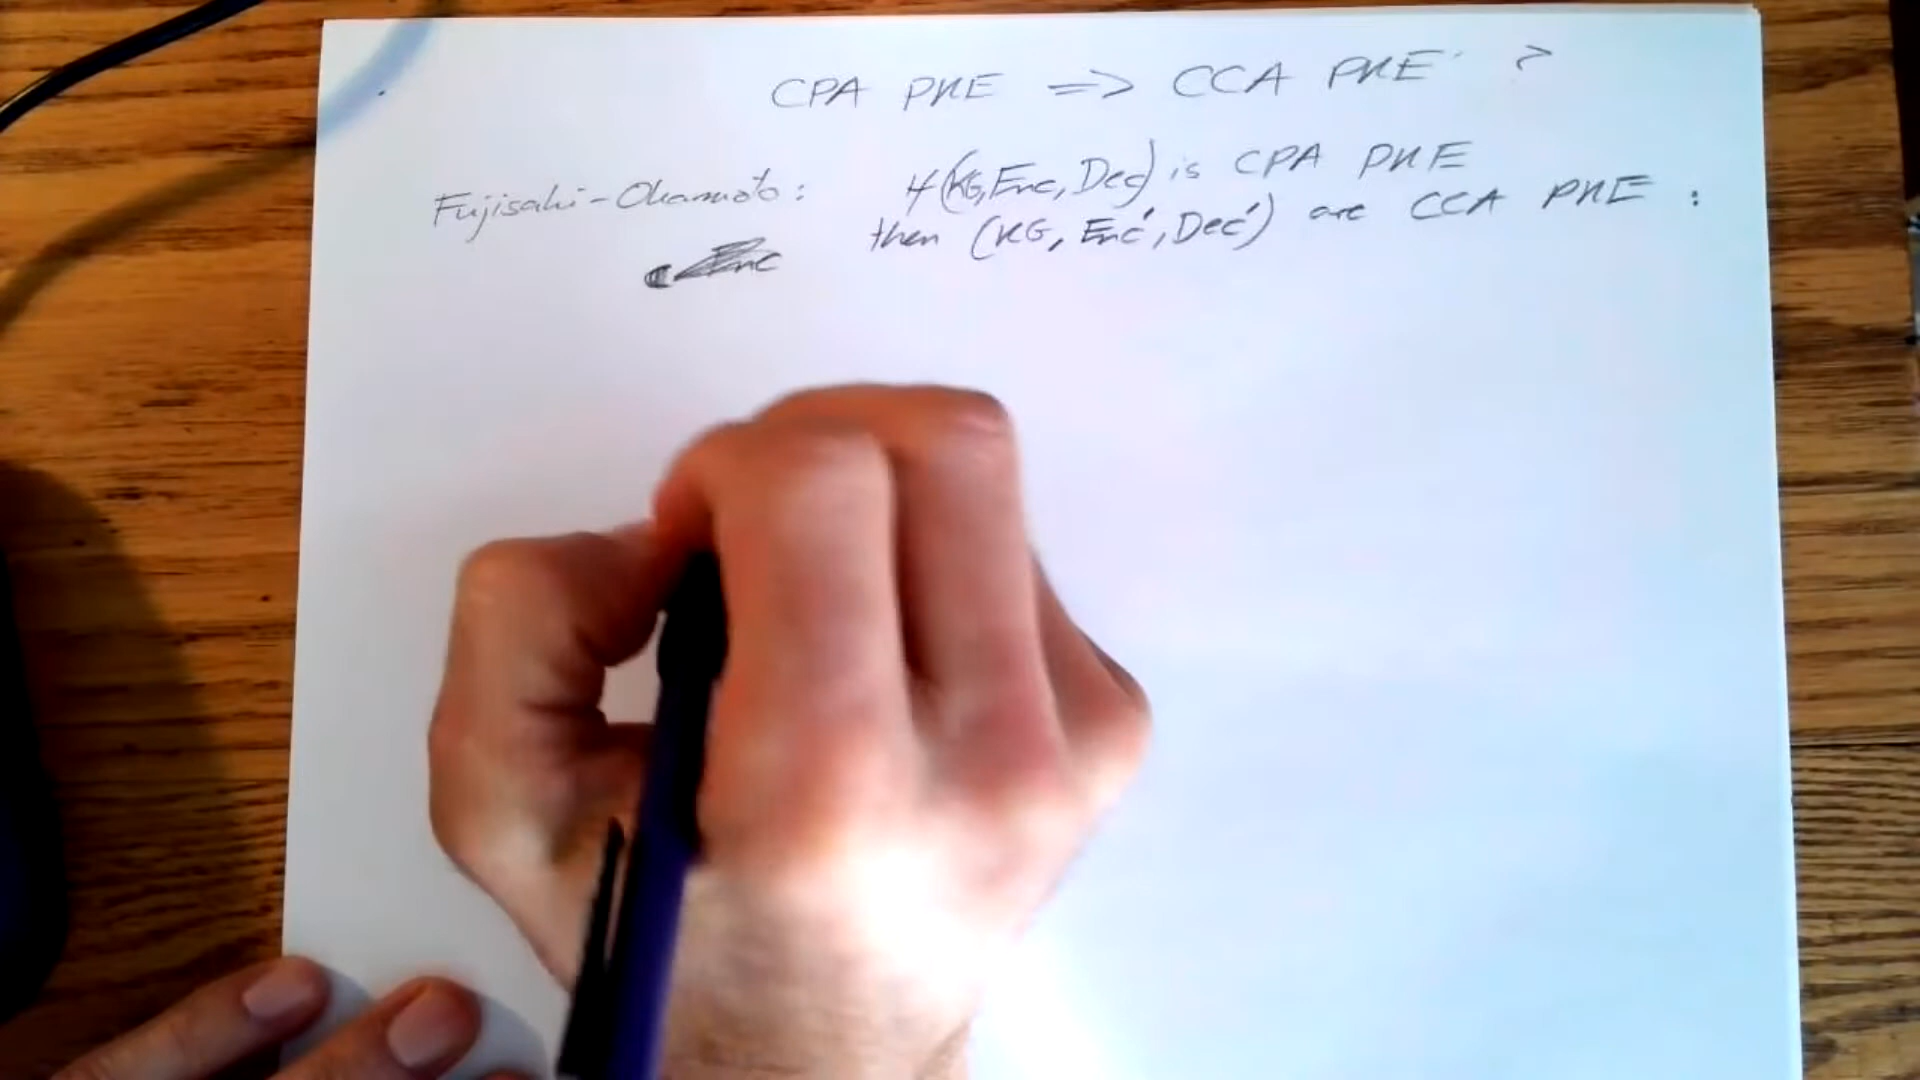 CPA PKE => CCA PKE ?
Fujisaki-Okamoto: If (KG, Enc, Dec) is CPA PKE
then (KG, Enc', Dec') are CCA PKE :
Enc